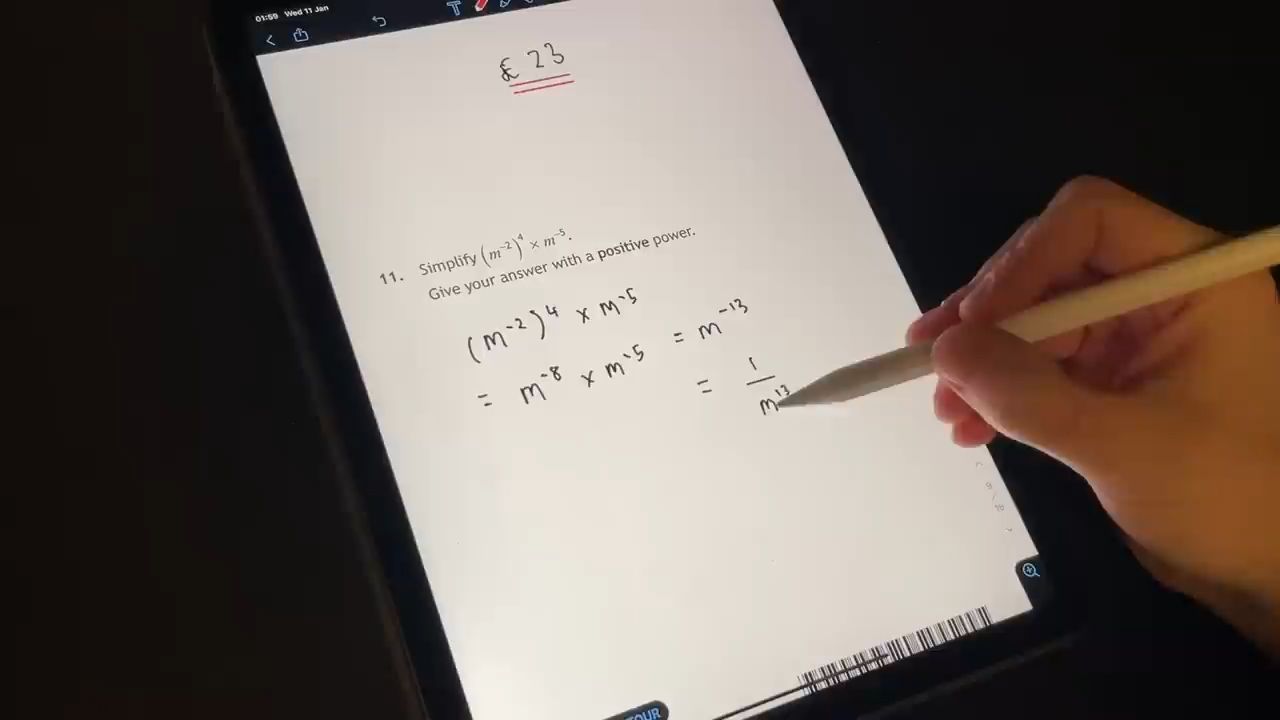 01:59 Wed 11 Jan
£ 23
11. Simplify (m⁻²)⁴ × m⁻⁵.
Give your answer with a positive power.
(m⁻²)⁴ × m⁻⁵
= m⁻⁸ × m⁻⁵ = m⁻¹³
= 1/m¹³